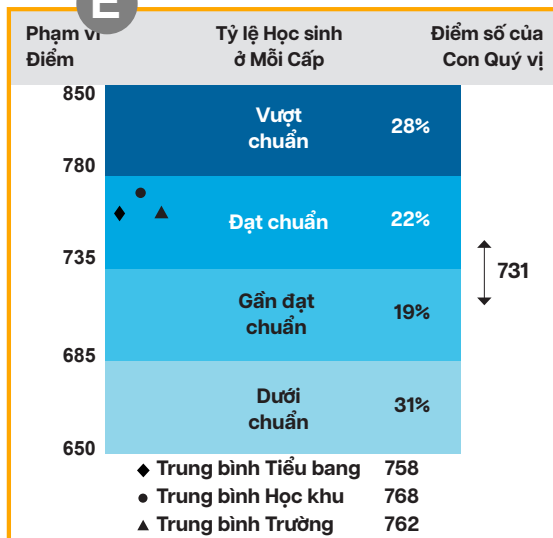 E
Phạm vi
Điểm
Tỷ lệ Học sinh
ở Mỗi Cấp
Điểm số của
Con Quý vị
850
Vượt
chuẩn
28%
780
Đạt chuẩn
22%
735
731
Gần đạt
chuẩn
19%
685
Dưới
chuẩn
31%
650
◆ Trung bình Tiểu bang 758
● Trung bình Học khu 768
▲ Trung bình Trường 762